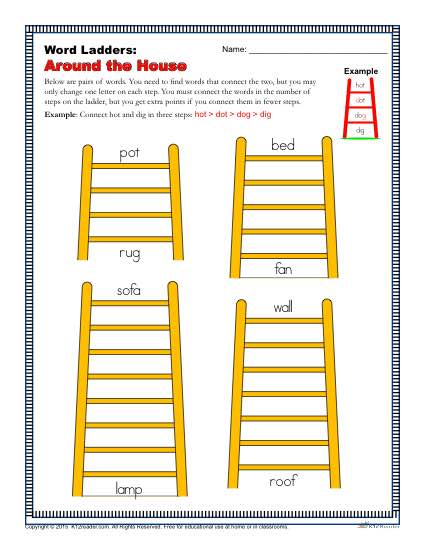 Word Ladders:
Name:
Around the House
Below are pairs of words. You need to find words that connect the two, but you may
only change one letter on each step. You must connect the words in the number of
steps on the ladder, but you get extra points if you connect them in fewer steps.
Example: Connect hot and dig in three steps: hot > dot > dog > dig
Example
hot
dot
dog
dig
pot
rug
bed
fan
sofa
lamp
wall
roof
Copyright © 2015 K12reader.com. All Rights Reserved. Free for educational use at home or in classrooms.
K12 Reader